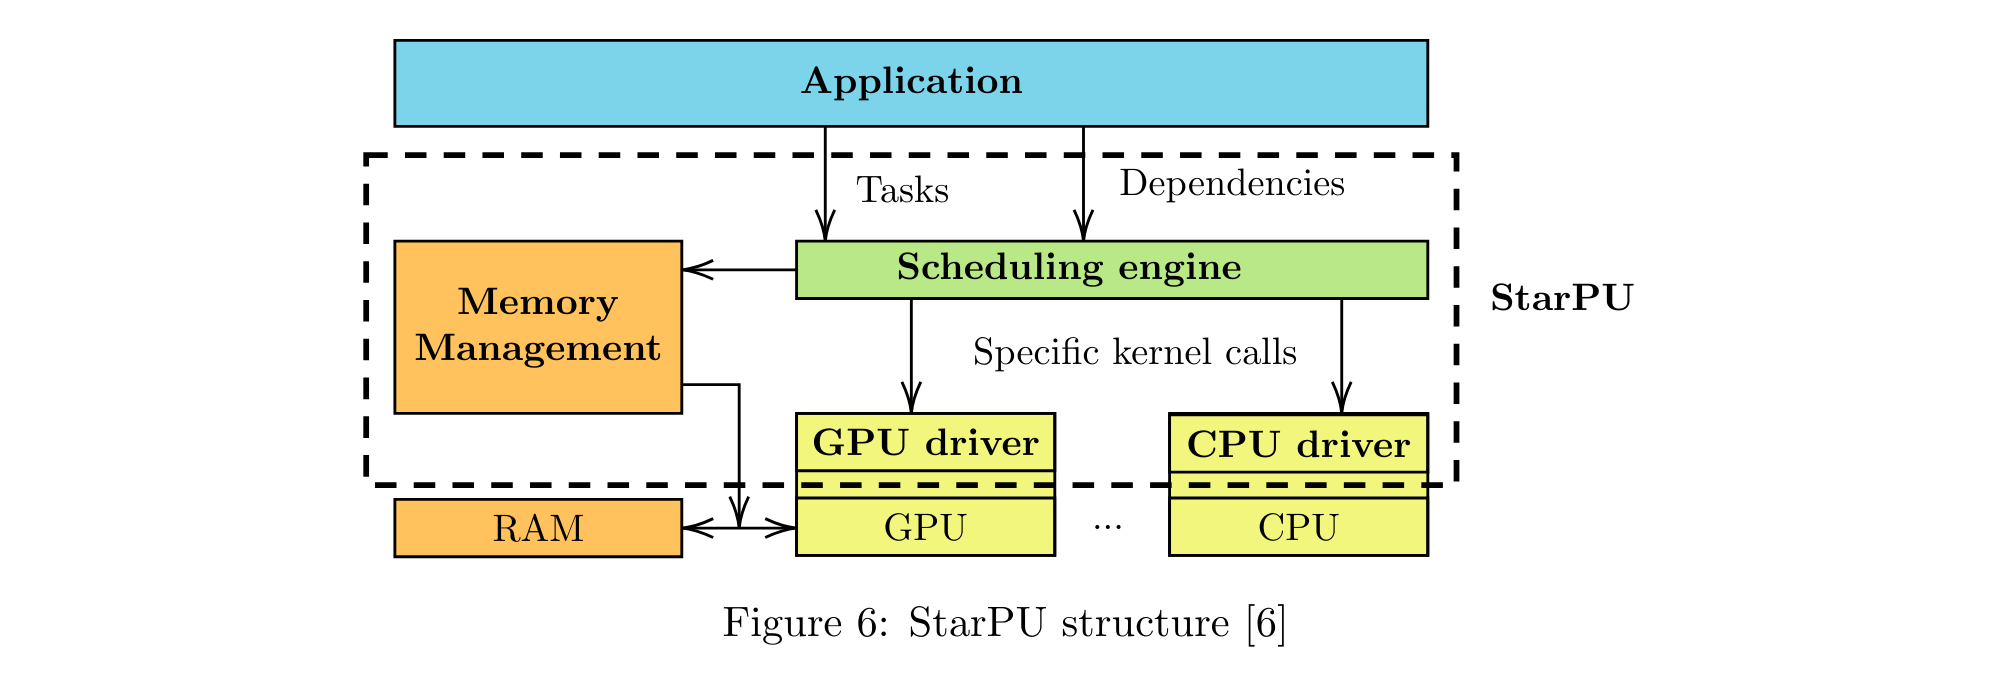 Application
Tasks
Dependencies
Scheduling engine
Memory
Management
StarPU
Specific kernel calls
GPU driver
CPU driver
RAM
GPU
...
CPU
Figure 6: StarPU structure [6]